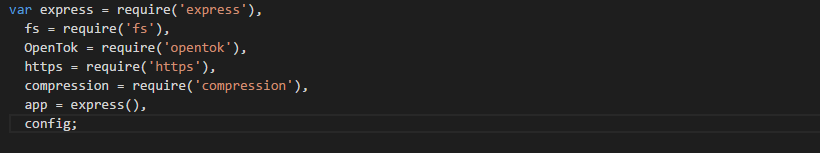 var express = require('express'),
fs = require('fs'),
OpenTok = require('opentok'),
https = require('https'),
compression = require('compression'),
app = express(),
config;